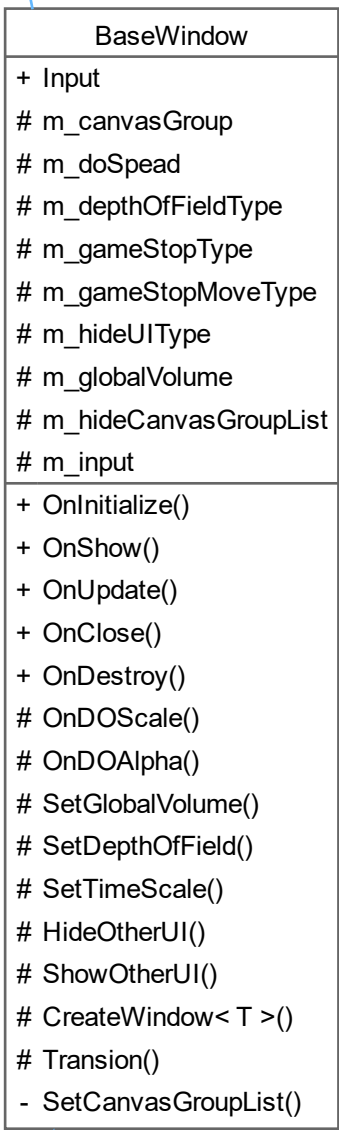 BaseWindow
+ Input
# m_canvasGroup
# m_doSpead
# m_depthOfFieldType
# m_gameStopType
# m_gameStopMoveType
# m_hideUIType
# m_globalVolume
# m_hideCanvasGroupList
# m_input
+ OnInitialize()
+ OnShow()
+ OnUpdate()
+ OnClose()
+ OnDestroy()
# OnDOScale()
# OnDOAlpha()
# SetGlobalVolume()
# SetDepthOfField()
# SetTimeScale()
# HideOtherUI()
# ShowOtherUI()
# CreateWindow< T >()
# Transion()
- SetCanvasGroupList()